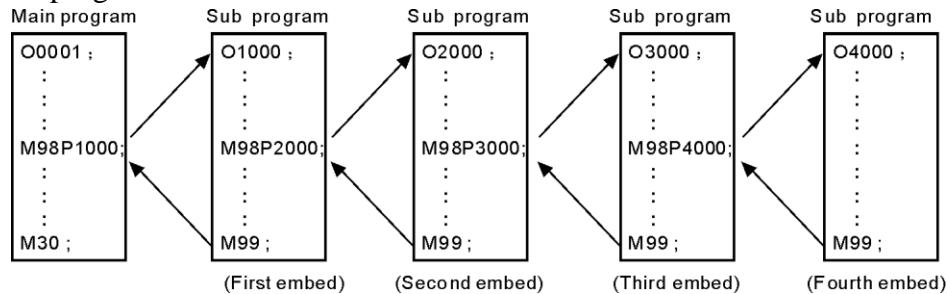 Main program
O0001 ;
:
:
:
M98P1000;
:
:
:
M30 ;
Sub program
O1000 ;
:
:
:
M98P2000;
:
:
:
M99 ;
(First embed)
Sub program
O2000 ;
:
:
:
M98P3000;
:
:
:
M99 ;
(Second embed)
Sub program
O3000 ;
:
:
:
M98P4000;
:
:
:
M99 ;
(Third embed)
Sub program
O4000 ;
:
:
:
:
:
:
M99 ;
(Fourth embed)